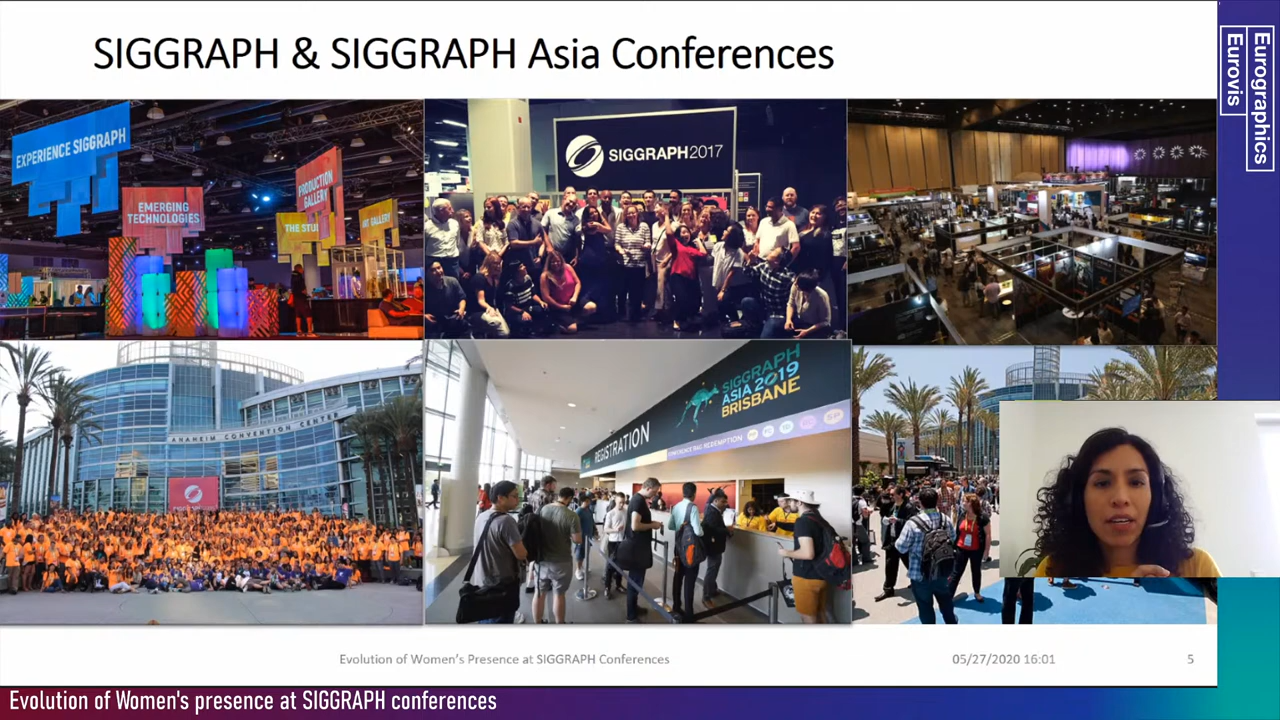 SIGGRAPH & SIGGRAPH Asia Conferences
Eurographics
Eurovis
EXPERIENCE SIGGRAPH
EMERGING
TECHNOLOGIES
PRODUCTION
GALLERY
ART GALLERY
SIGGRAPH2017
ANAHEIM CONVENTION CENTER
SIGGRAPH
ASIA 2019
BRISBANE
REGISTRATION
Evolution of Women's Presence at SIGGRAPH Conferences
05/27/2020 16:01
5
Evolution of Women's presence at SIGGRAPH conferences